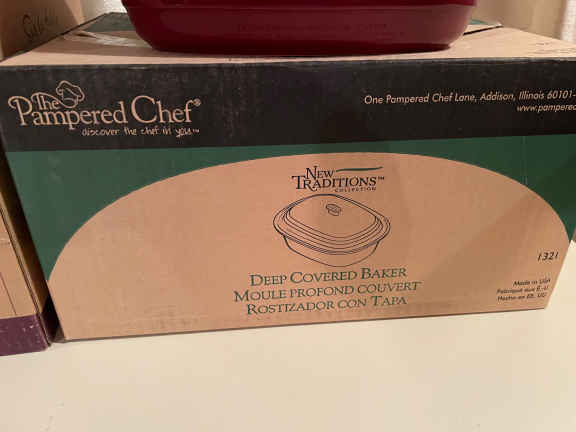 The
Pampered Chef®
discover the chef in you.™
One Pampered Chef Lane, Addison, Illinois 60101-
www.pampered
NEW
TRADITIONS™
COLLECTION
DEEP COVERED BAKER
MOULE PROFOND COUVERT
ROSTIZADOR CON TAPA
1321
Made in USA
Fabriqué aux É.-U.
Hecho en EE. UU.